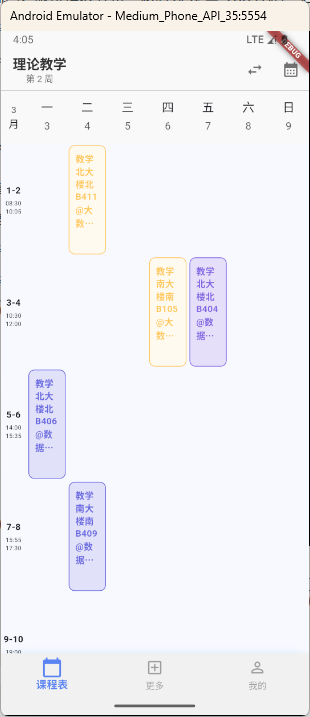 Android Emulator - Medium_Phone_API_35:5554
4:05
LTE
DEBUG
理论教学
第 2 周
3
月
一 二 三 四 五 六 日
3 4 5 6 7 8 9
1-2
08:30
10:05
教学
北大
楼北
B411
@大
数…
3-4
10:30
12:00
教学
南大
楼南
B105
@大
数…
教学
北大
楼北
B404
@数
据…
5-6
14:00
15:35
教学
北大
楼北
B406
@数
据…
7-8
15:55
17:30
教学
南大
楼南
B409
@数
据…
9-10
19:00
课程表
更多
我的